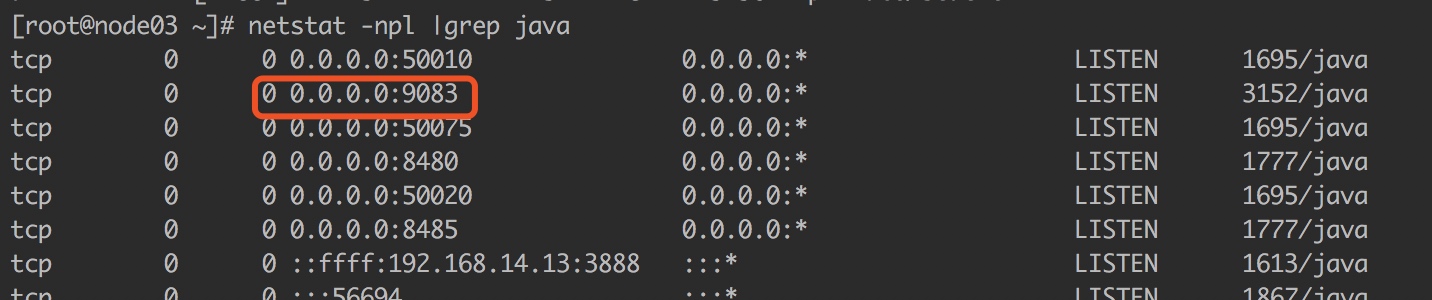 [root@node03 ~]# netstat -npl |grep java
tcp 0 0 0.0.0.0:50010 0.0.0.0:* LISTEN 1695/java
tcp 0 0 0.0.0.0:9083 0.0.0.0:* LISTEN 3152/java
tcp 0 0 0.0.0.0:50075 0.0.0.0:* LISTEN 1695/java
tcp 0 0 0.0.0.0:8480 0.0.0.0:* LISTEN 1777/java
tcp 0 0 0.0.0.0:50020 0.0.0.0:* LISTEN 1695/java
tcp 0 0 0.0.0.0:8485 0.0.0.0:* LISTEN 1777/java
tcp 0 0 ::ffff:192.168.14.13:3888 :::* LISTEN 1613/java
tcp 0 0 :::56694 :::* LISTEN 1867/java